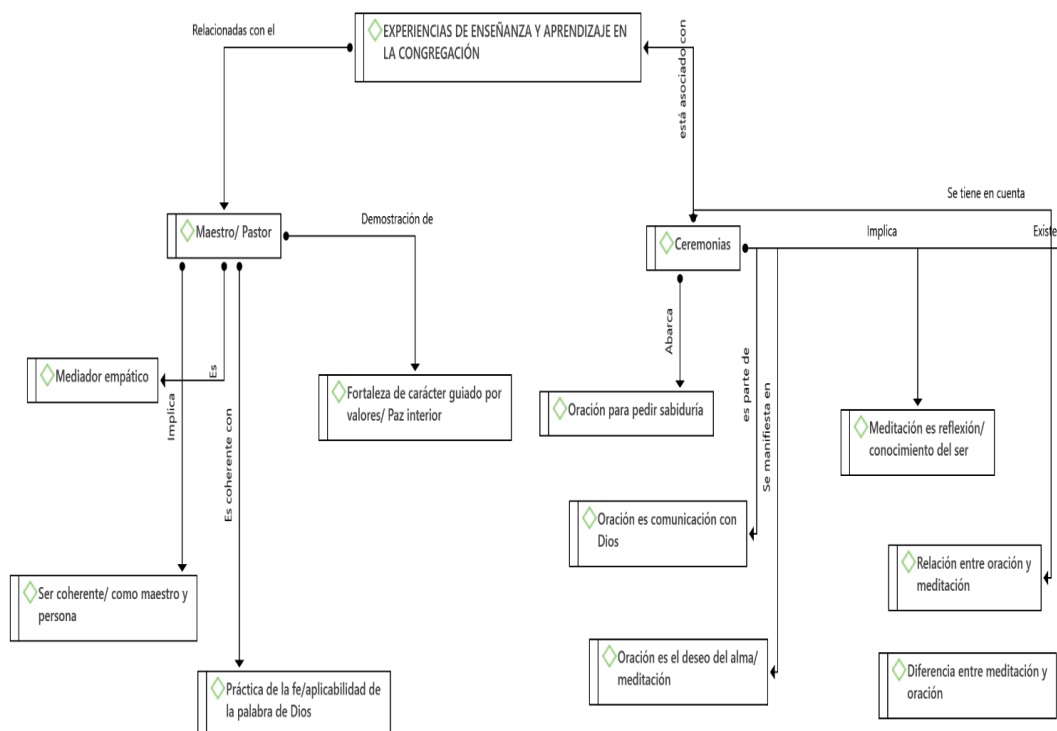 Relacionadas con el
EXPERIENCIAS DE ENSEÑANZA Y APRENDIZAJE EN
LA CONGREGACIÓN
está asociado con
Se tiene en cuenta
Maestro/ Pastor
Demostración de
Ceremonias
Implica
Existe
Es
Implica
Es coherente con
Abarca
es parte de
Se manifiesta en
Mediador empático
Fortaleza de carácter guiado por
valores/ Paz interior
Oración para pedir sabiduría
Meditación es reflexión/
conocimiento del ser
Oración es comunicación con
Dios
Relación entre oración y
meditación
Ser coherente/ como maestro y
persona
Oración es el deseo del alma/
meditación
Diferencia entre meditación y
oración
Práctica de la fe/aplicabilidad de
la palabra de Dios